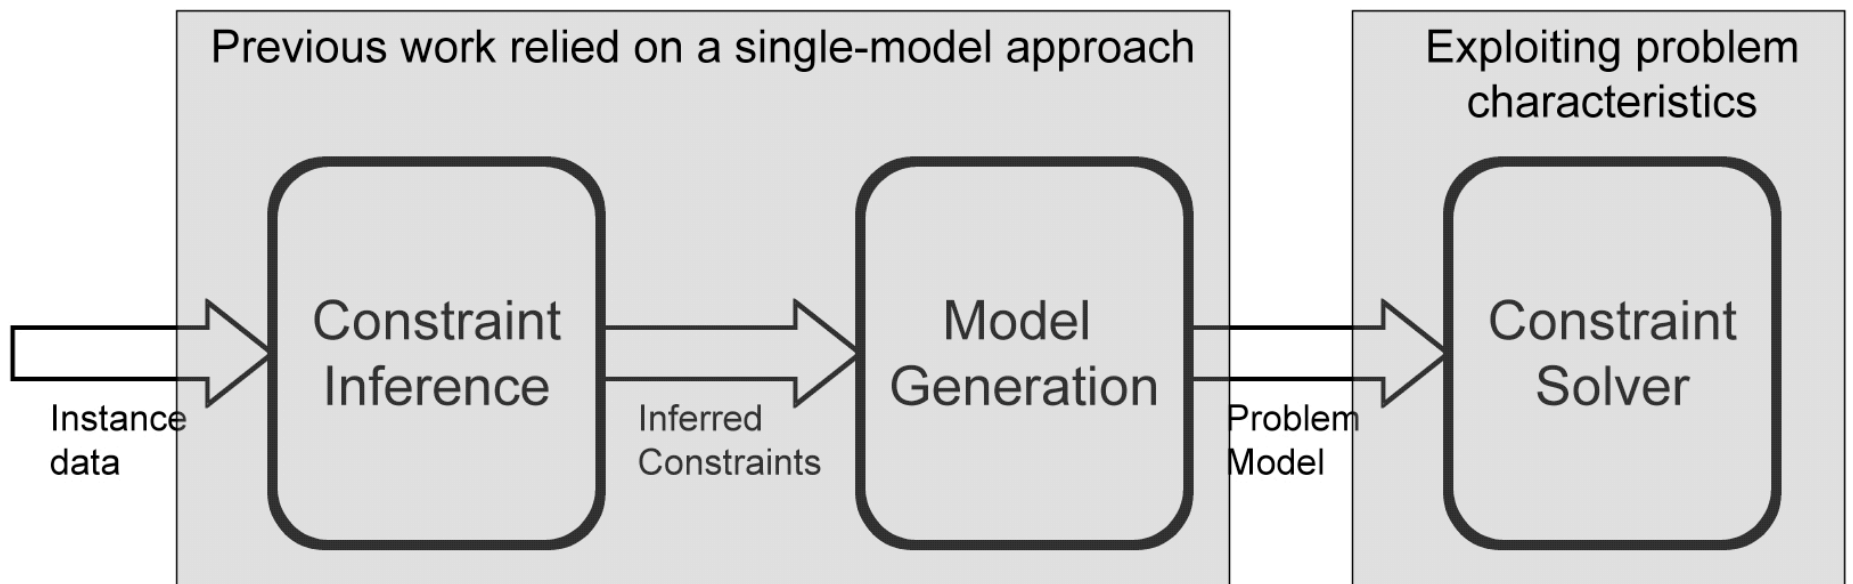 Previous work relied on a single-model approach
Exploiting problem
characteristics
Constraint
Inference
Model
Generation
Constraint
Solver
Instance
data
Inferred
Constraints
Problem
Model